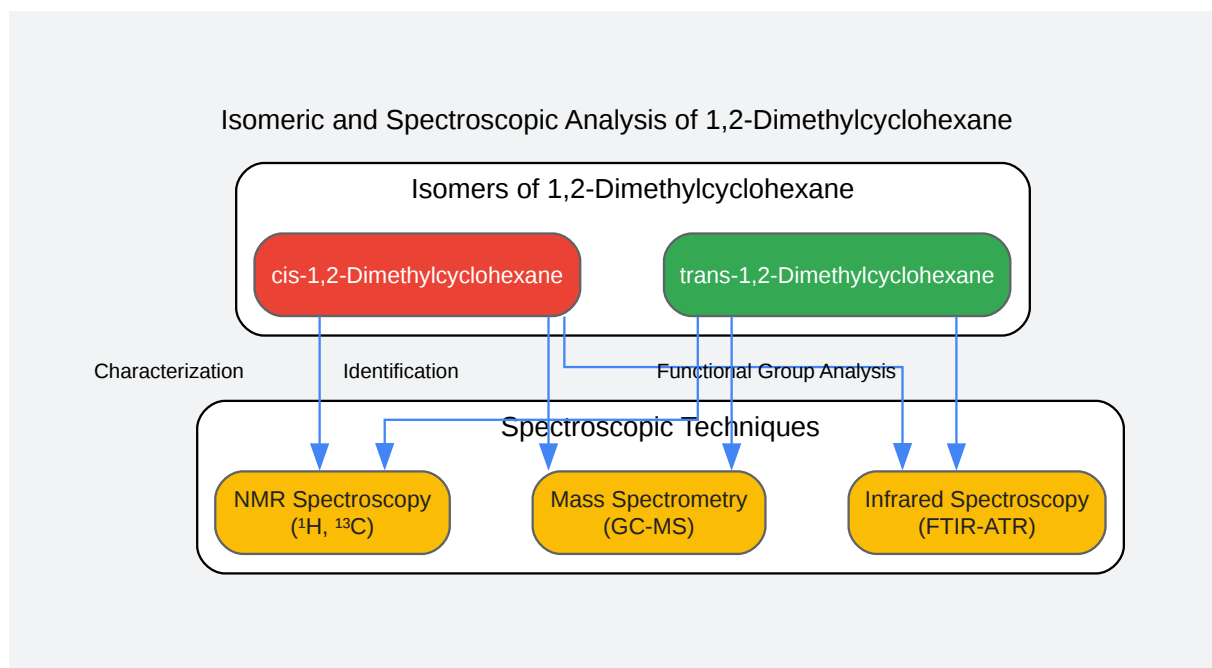 Isomeric and Spectroscopic Analysis of 1,2-Dimethylcyclohexane
Isomers of 1,2-Dimethylcyclohexane
cis-1,2-Dimethylcyclohexane
trans-1,2-Dimethylcyclohexane
Characterization
Identification
Functional Group Analysis
Spectroscopic Techniques
NMR Spectroscopy
(¹H, ¹³C)
Mass Spectrometry
(GC-MS)
Infrared Spectroscopy
(FTIR-ATR)